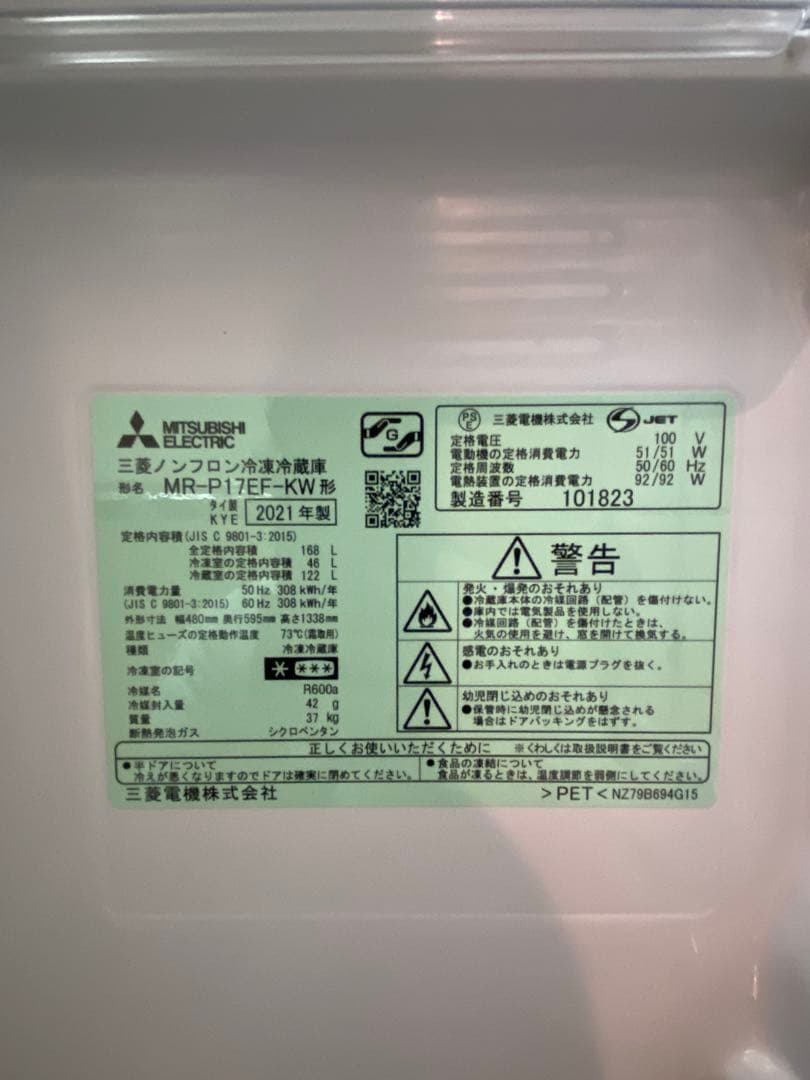 MITSUBISHI
ELECTRIC
三菱ノンフロン冷凍冷蔵庫
形名 MR-P17EF-KW形
タイ製
KYE 2021年製
定格内容積(JIS C 9801-3:2015)
全定格内容積 168 L
冷凍室の定格内容積 46 L
冷蔵室の定格内容積 122 L
消費電力量 50Hz 308 kWh/年
(JIS C 9801-3:2015) 60Hz 308 kWh/年
外形寸法 幅480mm 奥行595mm 高さ1338mm
温度ヒューズの定格動作温度 73℃(霜取用)
種類 冷凍冷蔵庫
冷凍室の記号 * ***
冷媒名 R600a
冷媒封入量 42 g
質量 37 kg
断熱発泡ガス シクロペンタン
G
PS
E 三菱電機株式会社 JET
定格電圧 100 V
電動機の定格消費電力 51/51 W
定格周波数 50/60 Hz
電熱装置の定格消費電力 92/92 W
製造番号 101823
警告
発火・爆発のおそれあり
●冷蔵庫本体の冷媒回路(配管)を傷付けない。
●庫内では電気製品を使用しない。
●冷媒回路(配管)を傷付けたときは、
火気の使用を避け、窓を開けて換気する。
感電のおそれあり
●お手入れのときは電源プラグを抜く。
幼児閉じ込めのおそれあり
●保管時に幼児閉じ込めが懸念される
場合はドアパッキングをはずす。
正しくお使いいただくために ※くわしくは取扱説明書をご覧ください
●半ドアについて
冷えが悪くなりますのでドアは確実に閉めてください。
●食品の凍結について
食品が凍るときは、温度調節を弱側にしてください。
三菱電機株式会社 >PET< NZ79B694G15